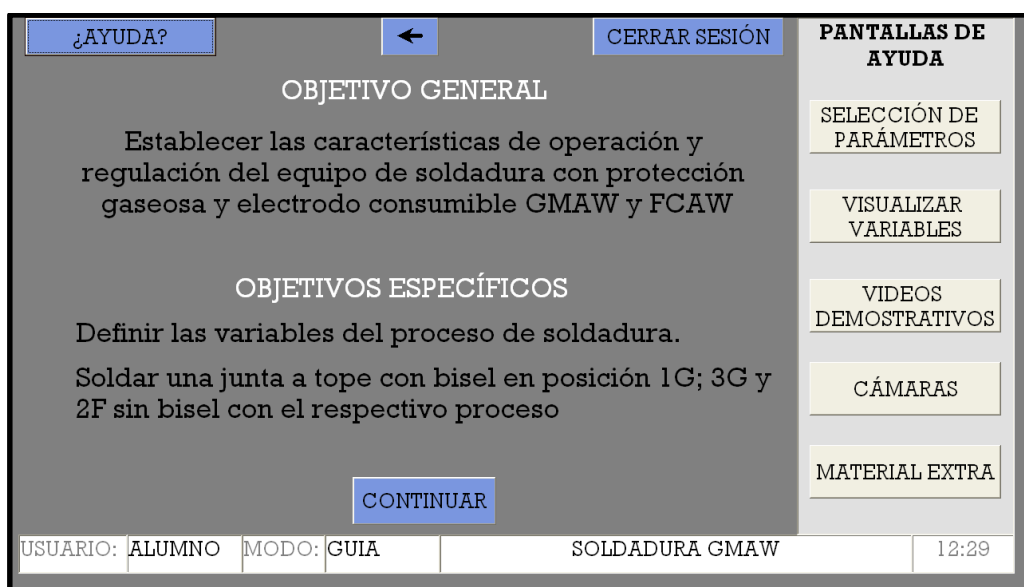 ¿AYUDA?
CERRAR SESIÓN
OBJETIVO GENERAL
Establecer las características de operación y
regulación del equipo de soldadura con protección
gaseosa y electrodo consumible GMAW y FCAW
OBJETIVOS ESPECÍFICOS
Definir las variables del proceso de soldadura.
Soldar una junta a tope con bisel en posición 1G; 3G y
2F sin bisel con el respectivo proceso
CONTINUAR
PANTALLAS DE
AYUDA
SELECCIÓN DE
PARÁMETROS
VISUALIZAR
VARIABLES
VIDEOS
DEMOSTRATIVOS
CÁMARAS
MATERIAL EXTRA
USUARIO: ALUMNO MODO: GUIA SOLDADURA GMAW 12:29